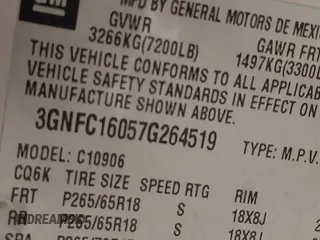 GM
MFD BY GENERAL MOTORS DE MEXI
GVWR GAWR FRT
3266KG(7200LB) 1497KG(3300L
THIS VEHICLE CONFORMS TO ALL APPLICAB
VEHICLE SAFETY STANDARDS IN EFFECT ON
MANUFACTURE SHOWN ABOVE.
3GNFC16057G264519
TYPE: M.P.V.
MODEL: C10906
CQ6K TIRE SIZE SPEED RTG RIM
FRT P265/65R18 S 18X8J
RR P265/65R18 S 18X8J
SPA